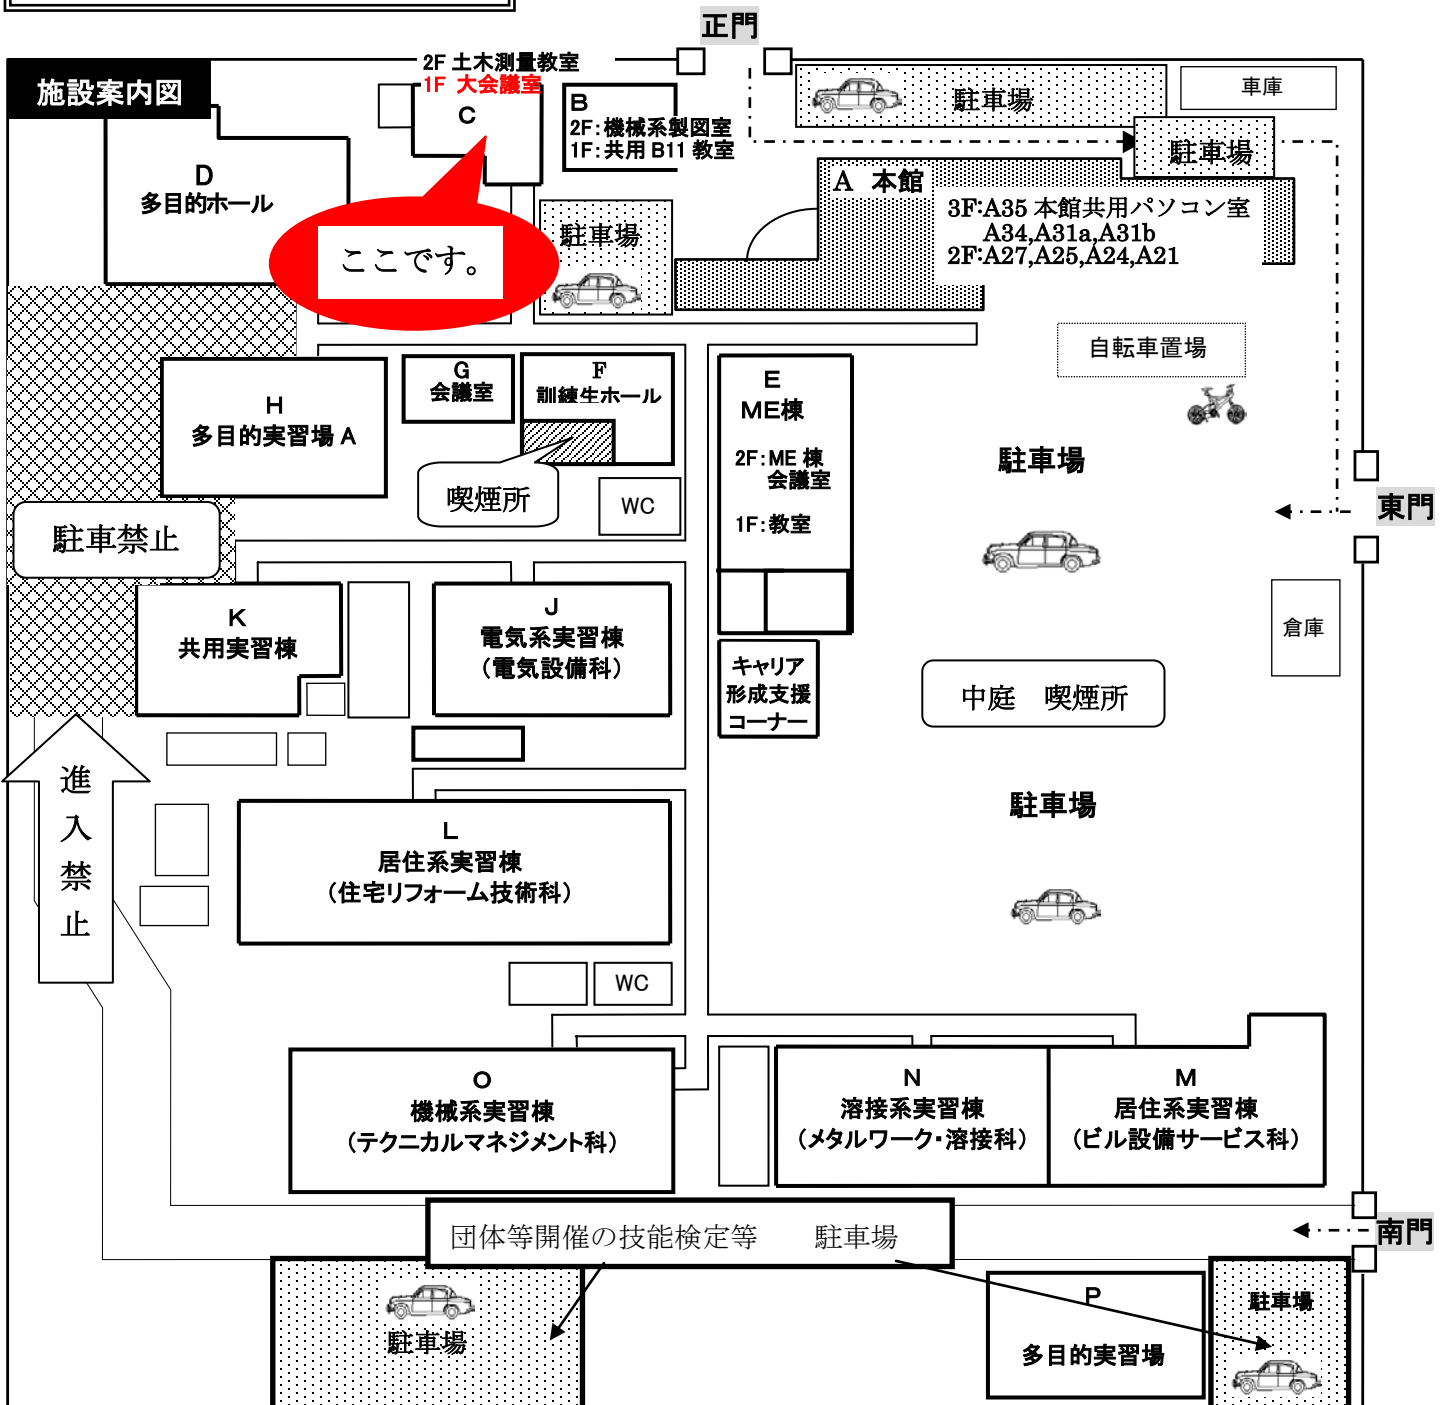 正門
施設案内図
2F 土木測量教室
1F 大会議室
C
B
2F：機械系製図室
1F：共用 B11 教室
駐車場
車庫
駐車場
D
多目的ホール
A 本館
3F:A35 本館共用パソコン室
A34,A31a,A31b
2F:A27,A25,A24,A21
駐車場
ここです。
自転車置場
H
多目的実習場 A
G
会議室
F
訓練生ホール
喫煙所
WC
E
ME棟
2F：ME 棟
会議室
1F：教室
駐車場
東門
駐車禁止
K
共用実習棟
J
電気系実習棟
（電気設備科）
キャリア
形成支援
コーナー
倉庫
中庭　喫煙所
進
入
禁
止
駐車場
L
居住系実習棟
（住宅リフォーム技術科）
WC
O
機械系実習棟
（テクニカルマネジメント科）
N
溶接系実習棟
（メタルワーク・溶接科）
M
居住系実習棟
（ビル設備サービス科）
団体等開催の技能検定等　　駐車場
南門
駐車場
P
多目的実習場
駐車場